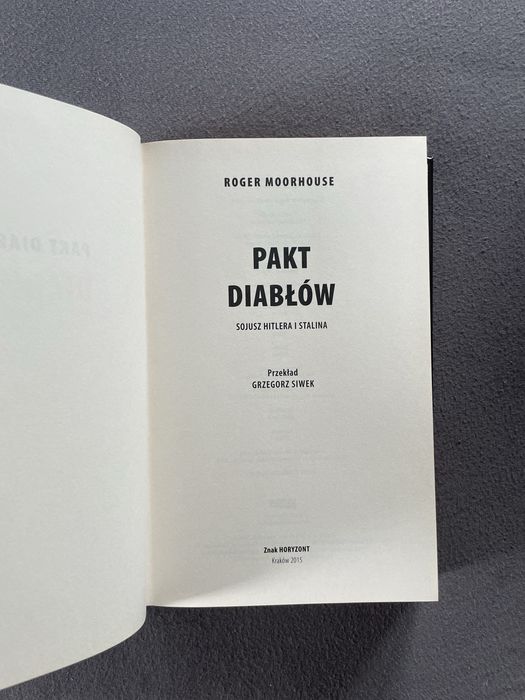 ROGER MOORHOUSE
PAKT
DIABŁÓW
SOJUSZ HITLERA I STALINA
Przekład
GRZEGORZ SIWEK
Znak HORYZONT
Kraków 2015